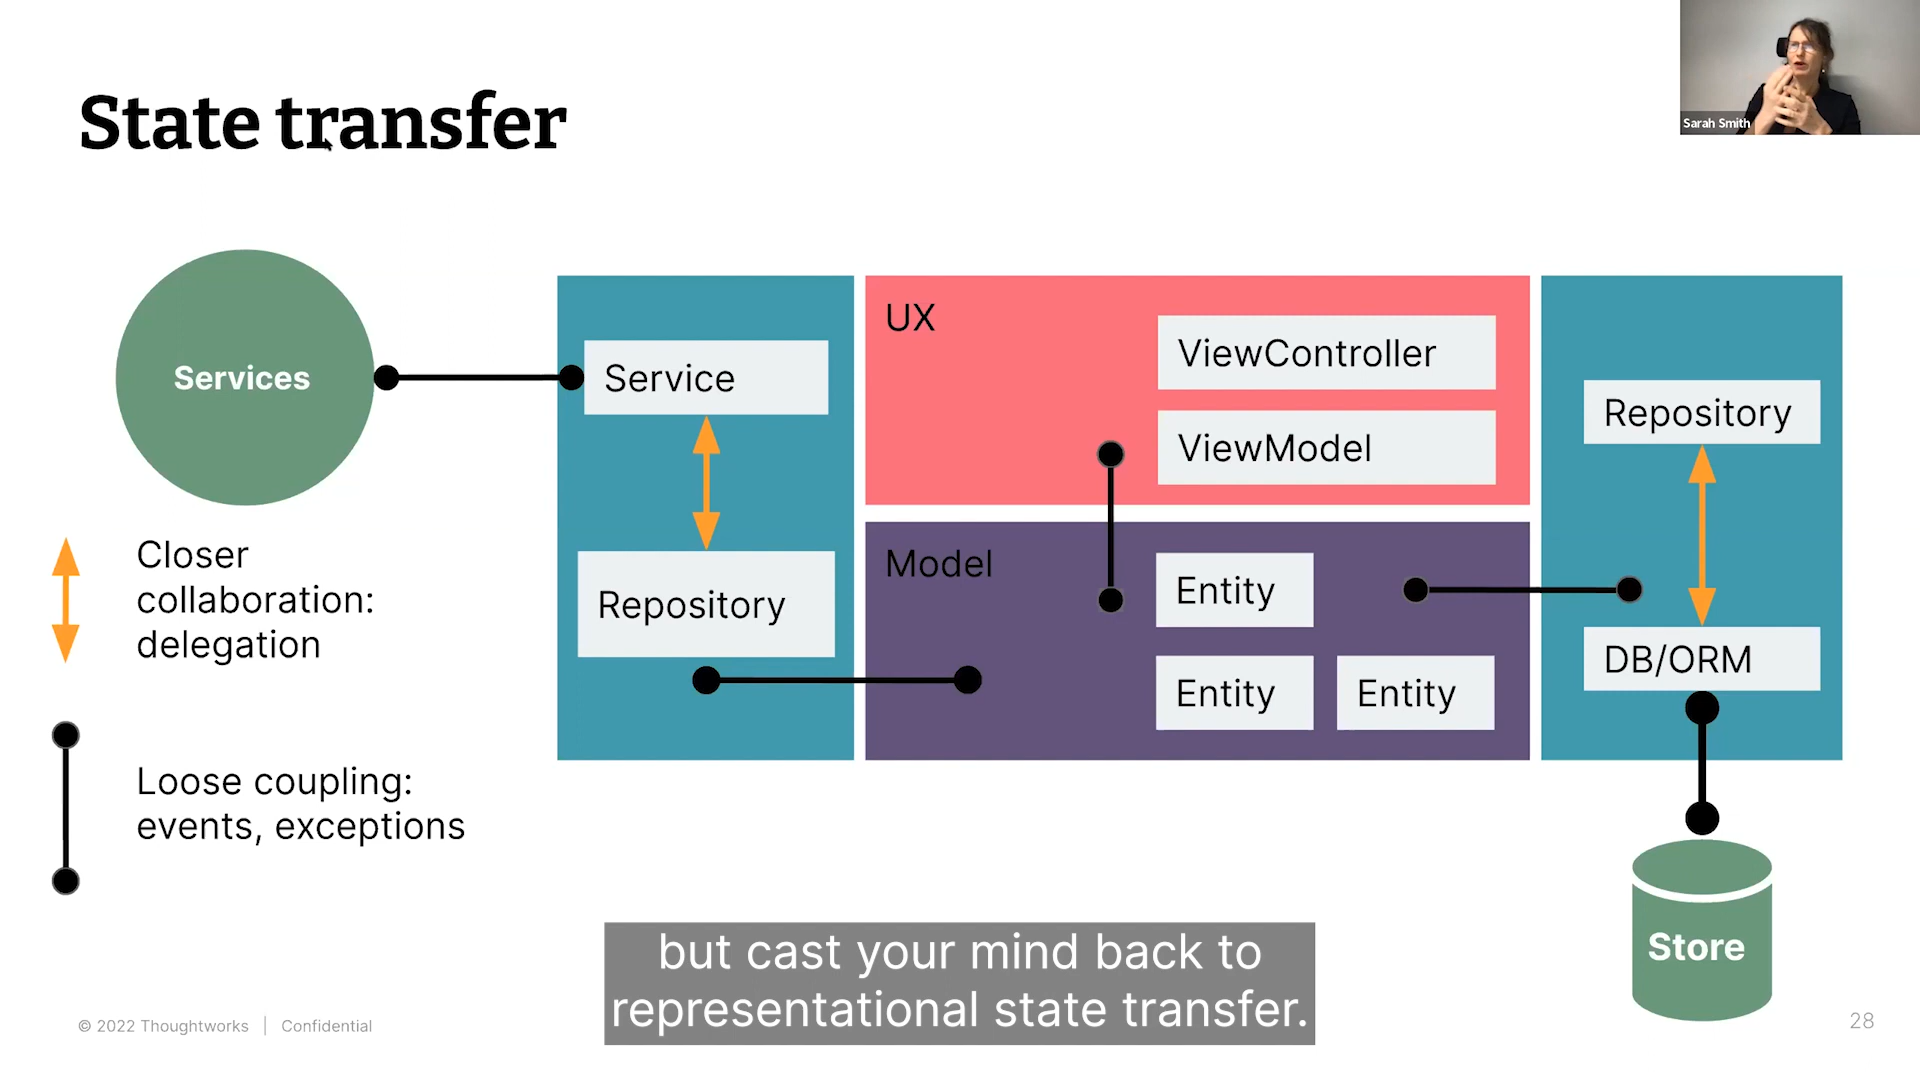 State transfer
Sarah Smith
Services
Service
Repository
UX
ViewController
ViewModel
Model
Entity
Entity
Entity
Repository
DB/ORM
Store
Closer
collaboration:
delegation
Loose coupling:
events, exceptions
but cast your mind back to
representational state transfer.
© 2022 Thoughtworks | Confidential
28